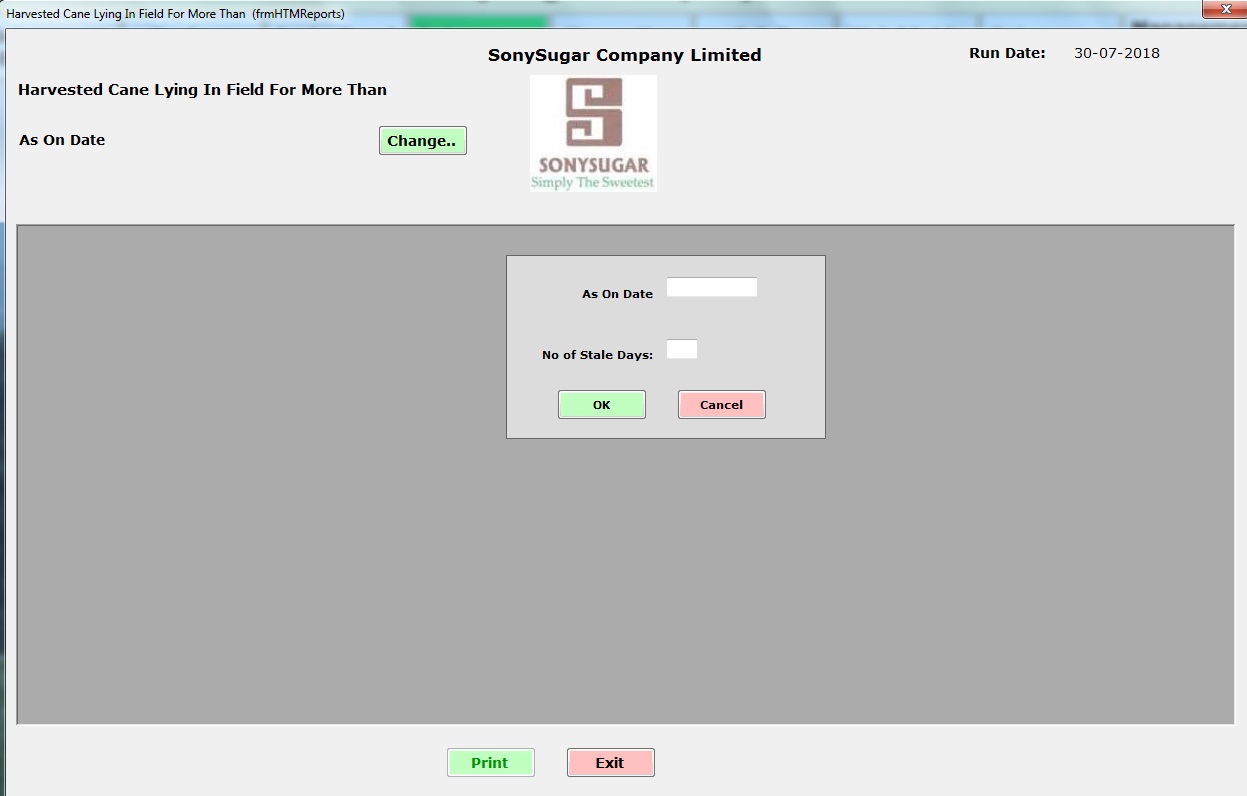 Harvested Cane Lying In Field For More Than (frmHTMReports)
X
SonySugar Company Limited
Run Date: 30-07-2018
Harvested Cane Lying In Field For More Than
As On Date
Change..
SONYSUGAR
Simply The Sweetest
As On Date
No of Stale Days:
OK
Cancel
Print
Exit